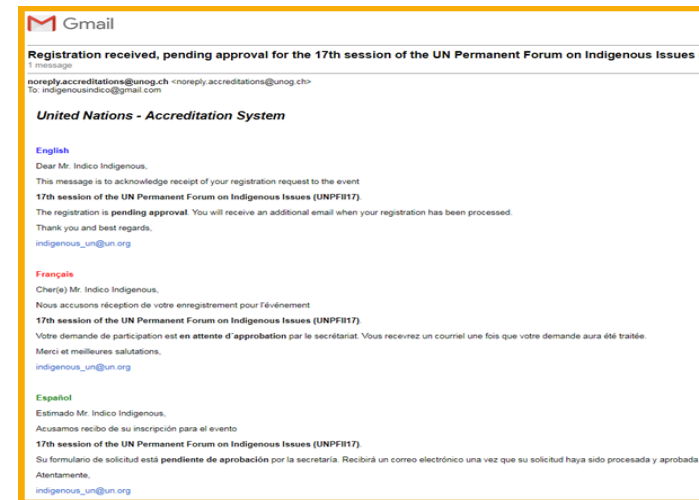 Gmail
Registration received, pending approval for the 17th session of the UN Permanent Forum on Indigenous Issues
1 message
noreply.accreditations@unog.ch <noreply.accreditations@unog.ch>
To: indigenousindico@gmail.com
United Nations - Accreditation System
English
Dear Mr. Indico Indigenous,
This message is to acknowledge receipt of your registration request to the event
17th session of the UN Permanent Forum on Indigenous Issues (UNPFII17).
The registration is pending approval. You will receive an additional email when your registration has been processed.
Thank you and best regards,
indigenous_un@un.org
Français
Cher(e) Mr. Indico Indigenous,
Nous accusons réception de votre enregistrement pour l'événement
17th session of the UN Permanent Forum on Indigenous Issues (UNPFII17).
Votre demande de participation est en attente d´approbation par le secrétariat. Vous recevrez un courriel une fois que votre demande aura été traitée.
Merci et meilleures salutations,
indigenous_un@un.org
Español
Estimado Mr. Indico Indigenous,
Acusamos recibo de su inscripción para el evento
17th session of the UN Permanent Forum on Indigenous Issues (UNPFII17).
Su formulario de solicitud está pendiente de aprobación por la secretaría. Recibirá un correo electrónico una vez que su solicitud haya sido procesada y aprobada
Atentamente,
indigenous_un@un.org